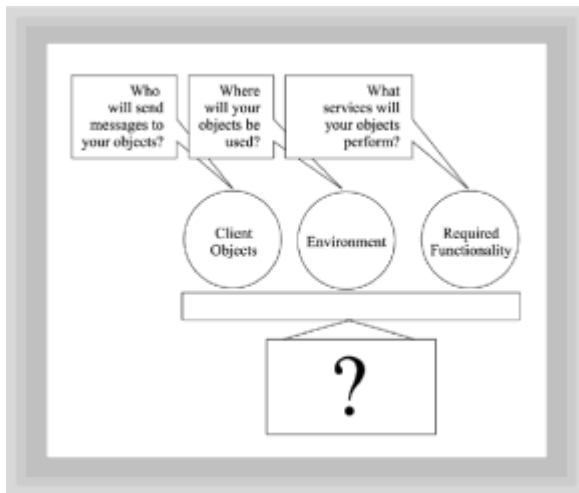 Who
will send
messages to
your objects?
Where
will your
objects be
used?
What
services will
your objects
perform?
Client
Objects
Environment
Required
Functionality
?